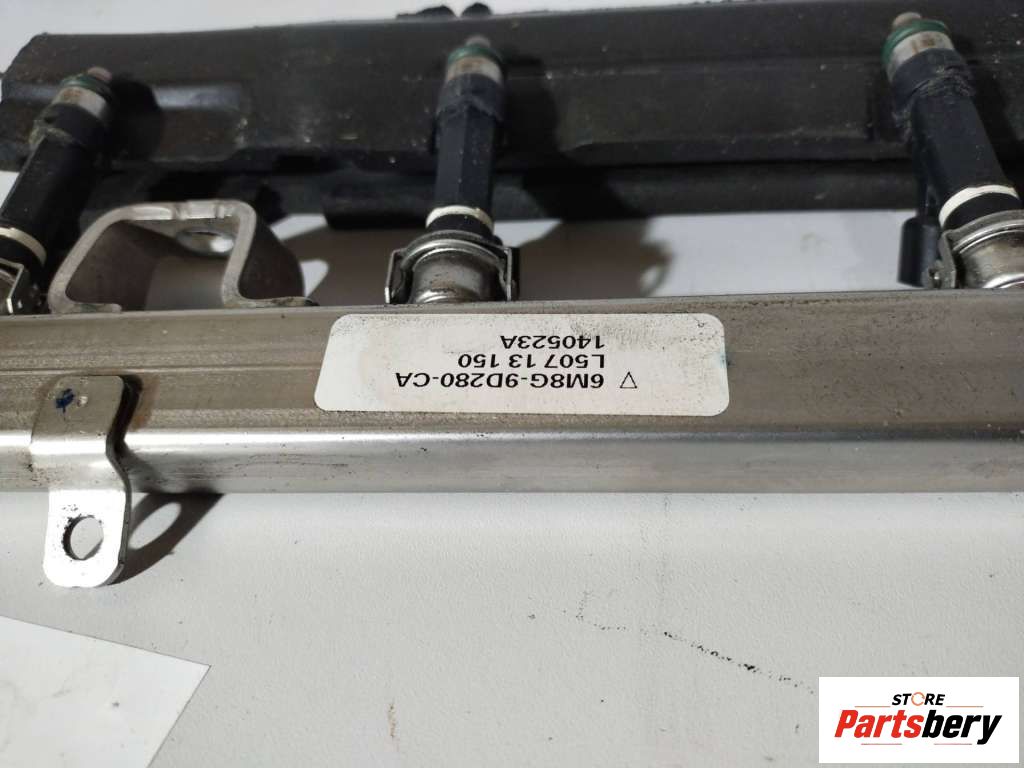 ▽ 6M8G-9D280-CA
L507 13 150
140523A
STORE
Partsbery